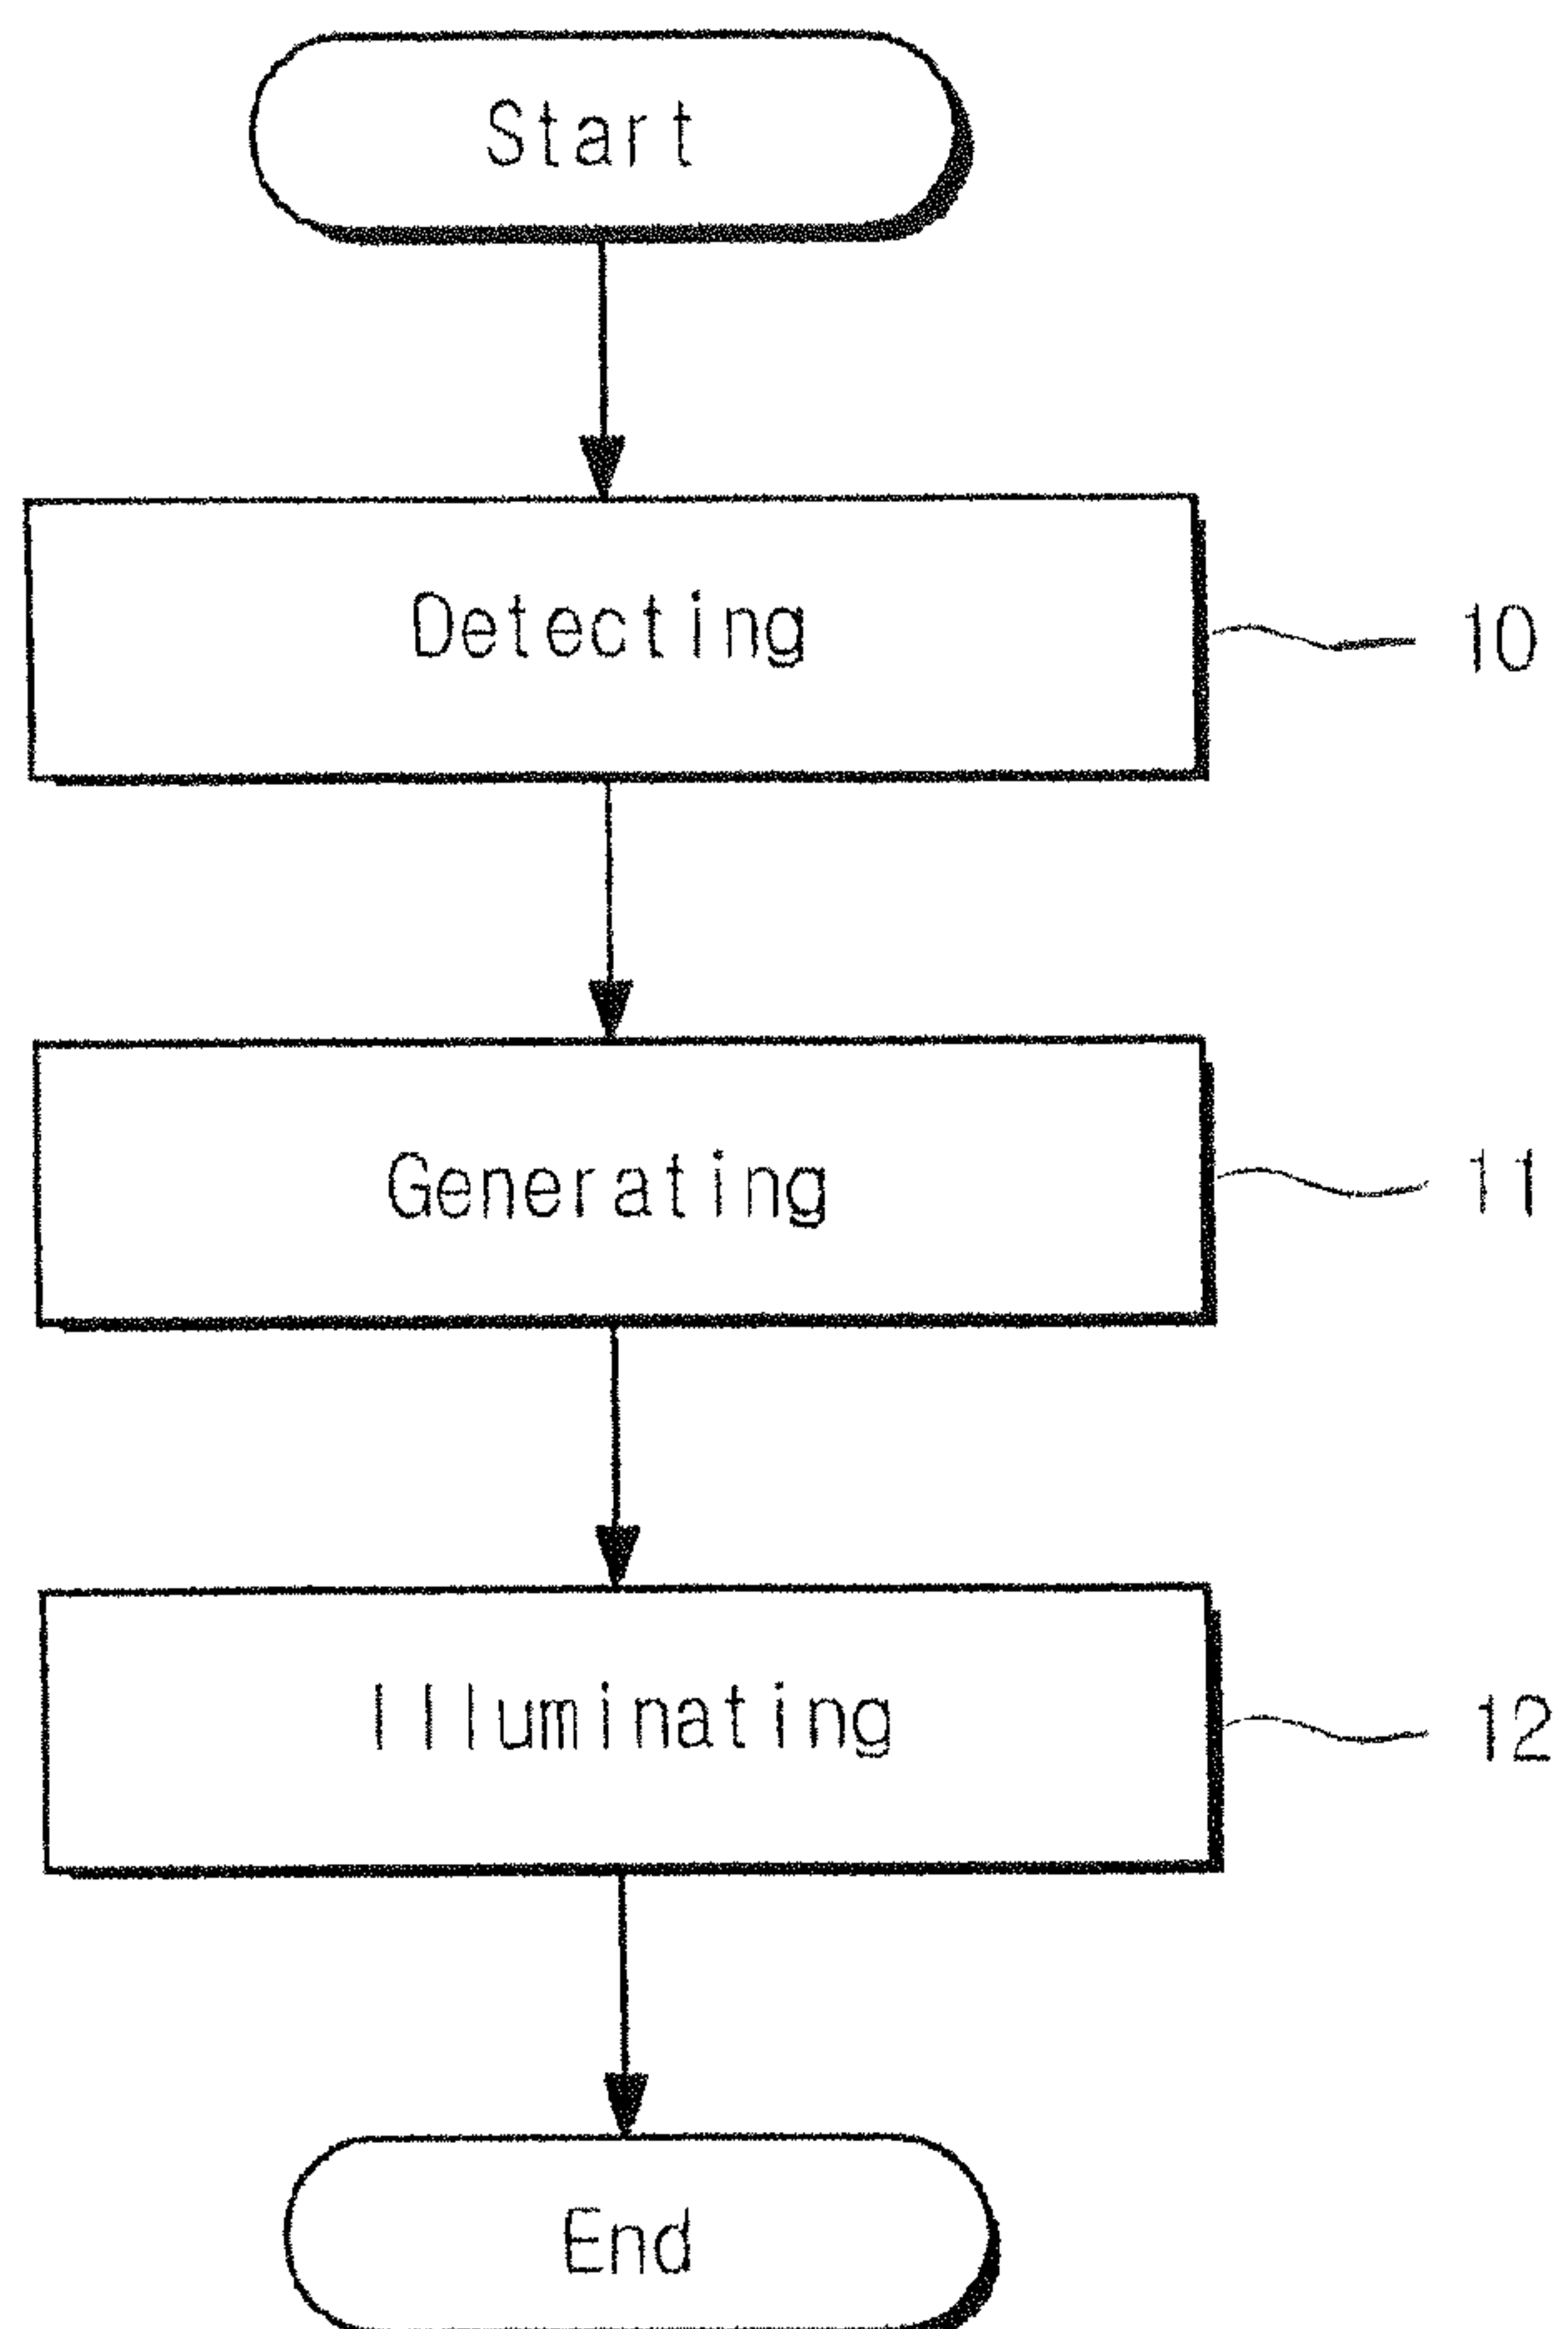 Start
Detecting
10
Generating
11
Illuminating
12
End